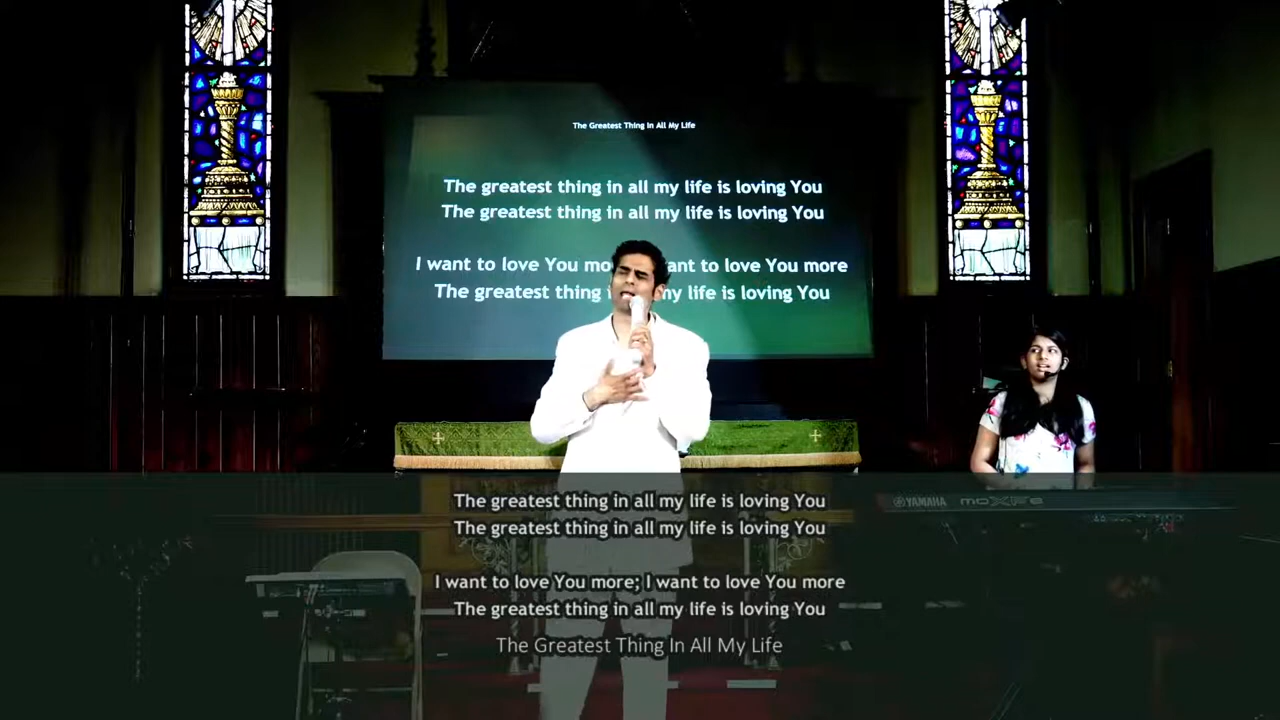 The Greatest Thing In All My Life
The greatest thing in all my life is loving You
The greatest thing in all my life is loving You
I want to love You mo ant to love You more
The greatest thing my life is loving You
YAMAHA MOXF8
The greatest thing in all my life is loving You
The greatest thing in all my life is loving You
I want to love You more; I want to love You more
The greatest thing in all my life is loving You
The Greatest Thing In All My Life